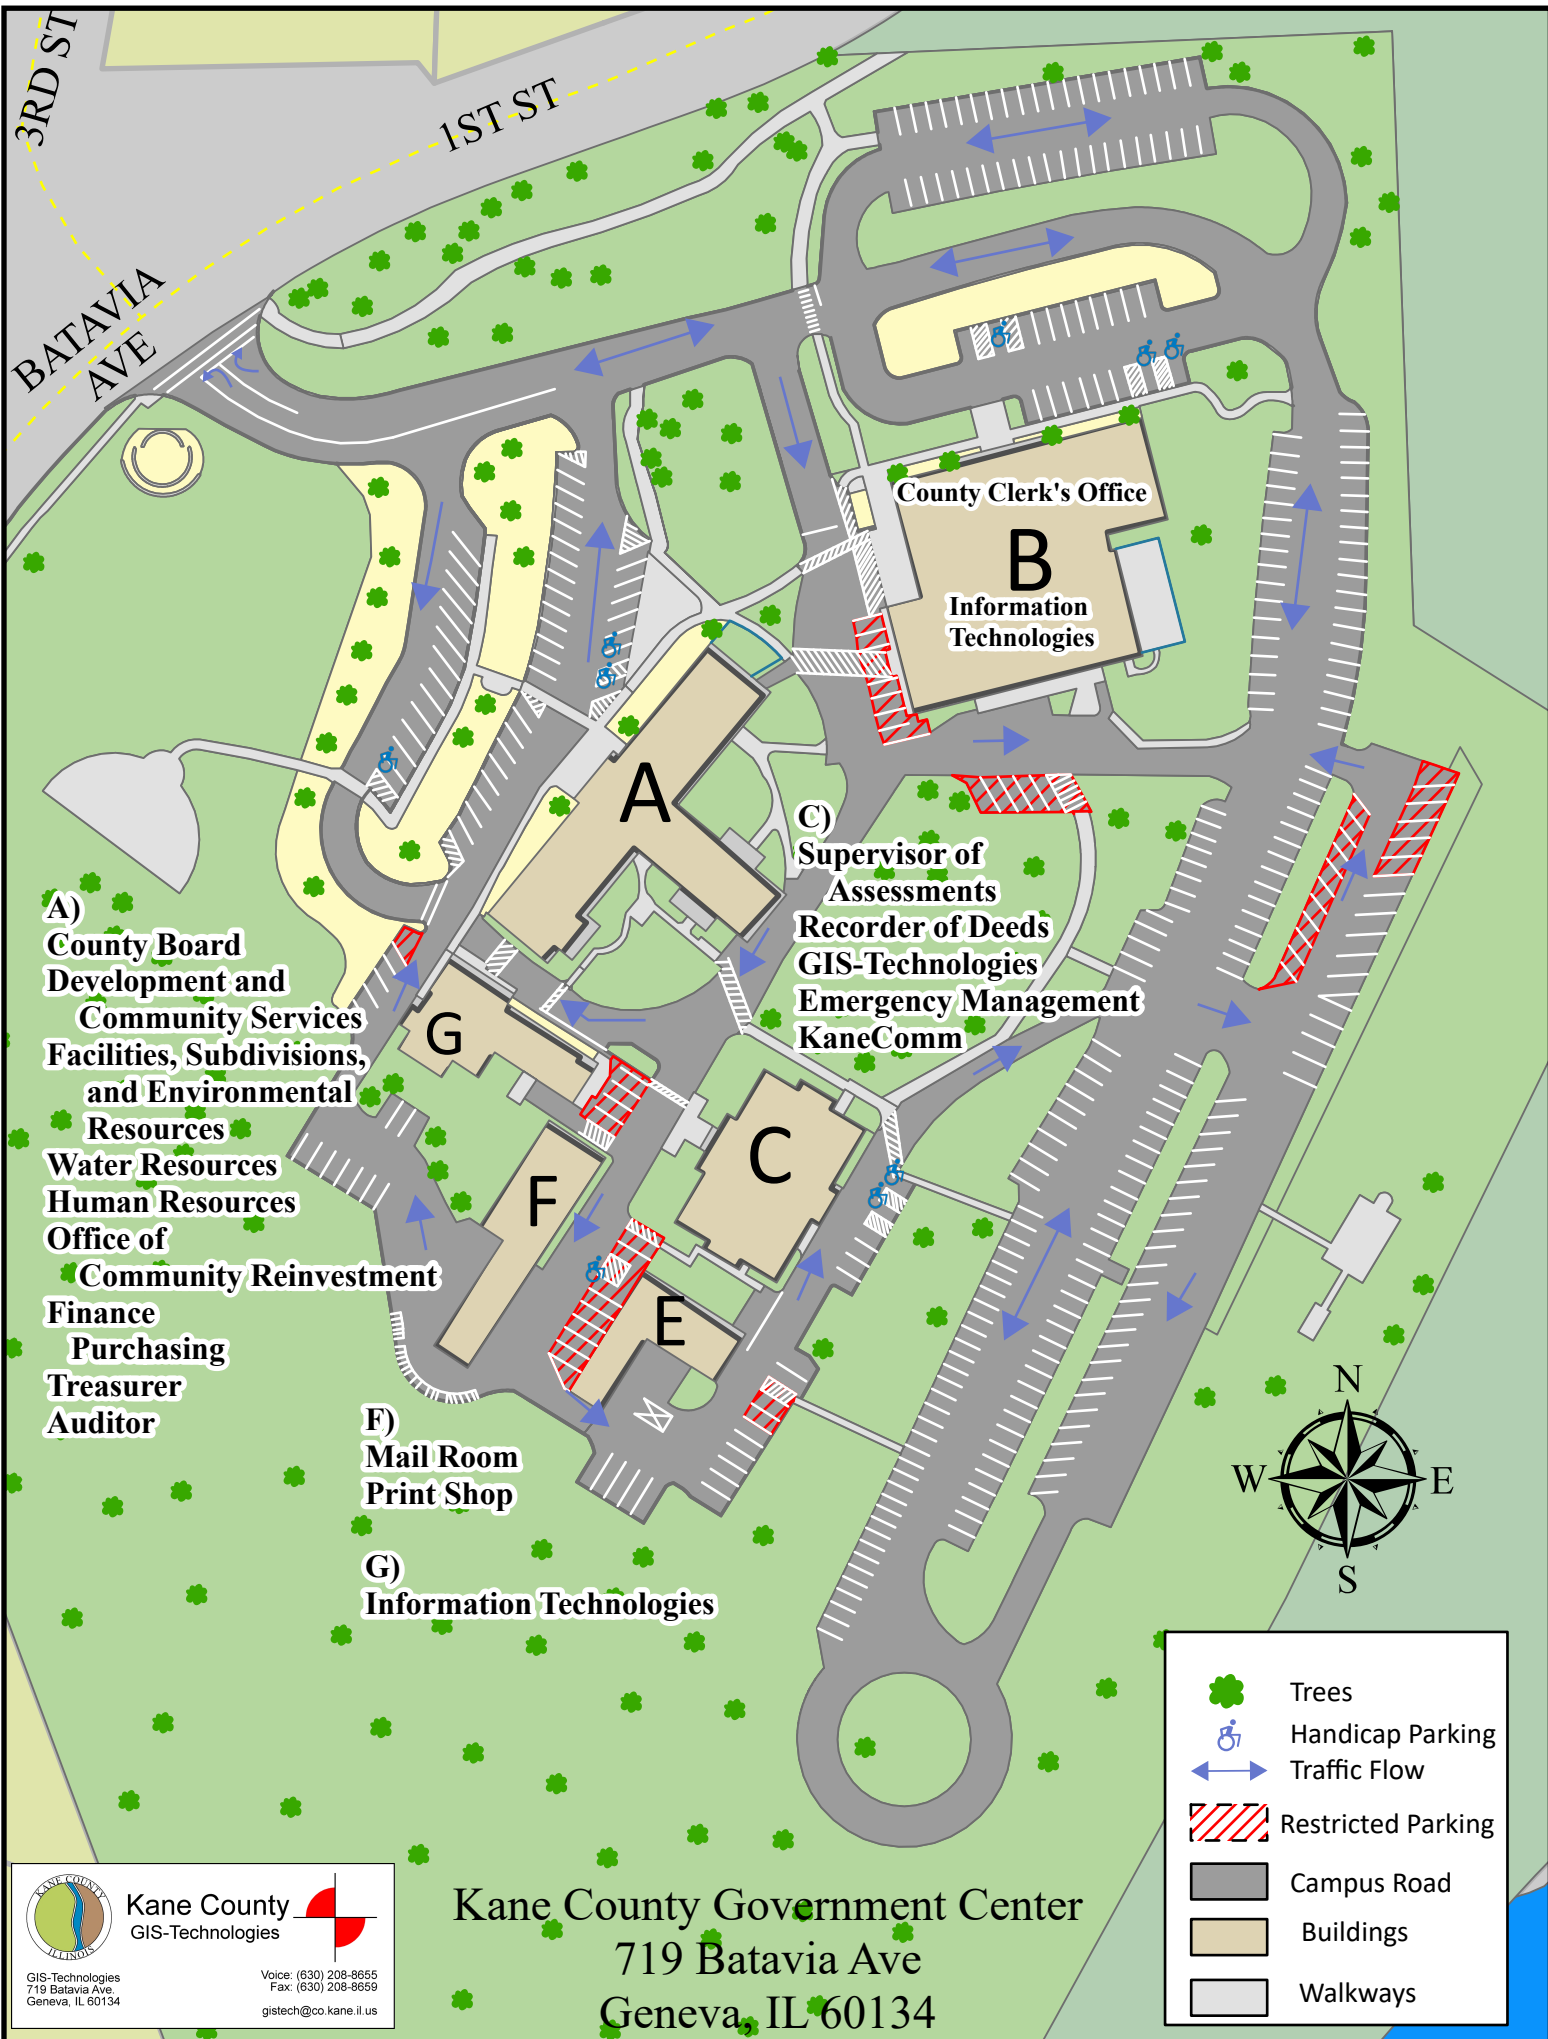 3RD ST
1ST ST
BATAVIA
AVE
County Clerk's Office
B
Information
Technologies
A
C)
Supervisor of
Assessments
Recorder of Deeds
GIS-Technologies
Emergency Management
KaneComm
A)
County Board
Development and
Community Services
Facilities, Subdivisions,
and Environmental
Resources
Water Resources
Human Resources
Office of
Community Reinvestment
Finance
Purchasing
Treasurer
Auditor
G
C
F
E
F)
Mail Room
Print Shop
G)
Information Technologies
N
W
E
S
Trees
Handicap Parking
Traffic Flow
Restricted Parking
Campus Road
Buildings
Walkways
KANE COUNTY
ILLINOIS
Kane County
GIS-Technologies
GIS-Technologies
719 Batavia Ave.
Geneva, IL 60134
Voice: (630) 208-8655
Fax: (630) 208-8659
gistech@co.kane.il.us
Kane County Government Center
719 Batavia Ave
Geneva, IL 60134